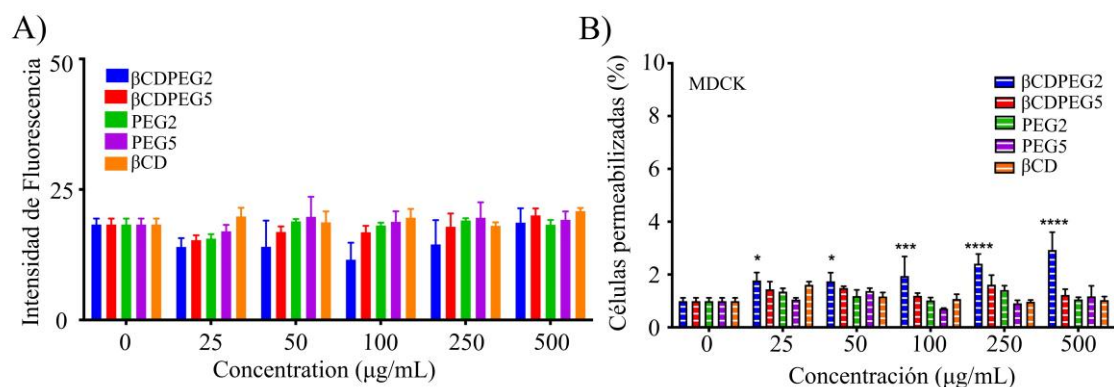 A)
Intensidad de Fluorescencia
50
25
0
βCDPEG2
βCDPEG5
PEG2
PEG5
βCD
0 25 50 100 250 500
Concentration (µg/mL)
B)
Células permeabilizadas (%)
10
8
6
4
2
0
MDCK
βCDPEG2
βCDPEG5
PEG2
PEG5
βCD
* * *** **** ****
0 25 50 100 250 500
Concentración (µg/mL)